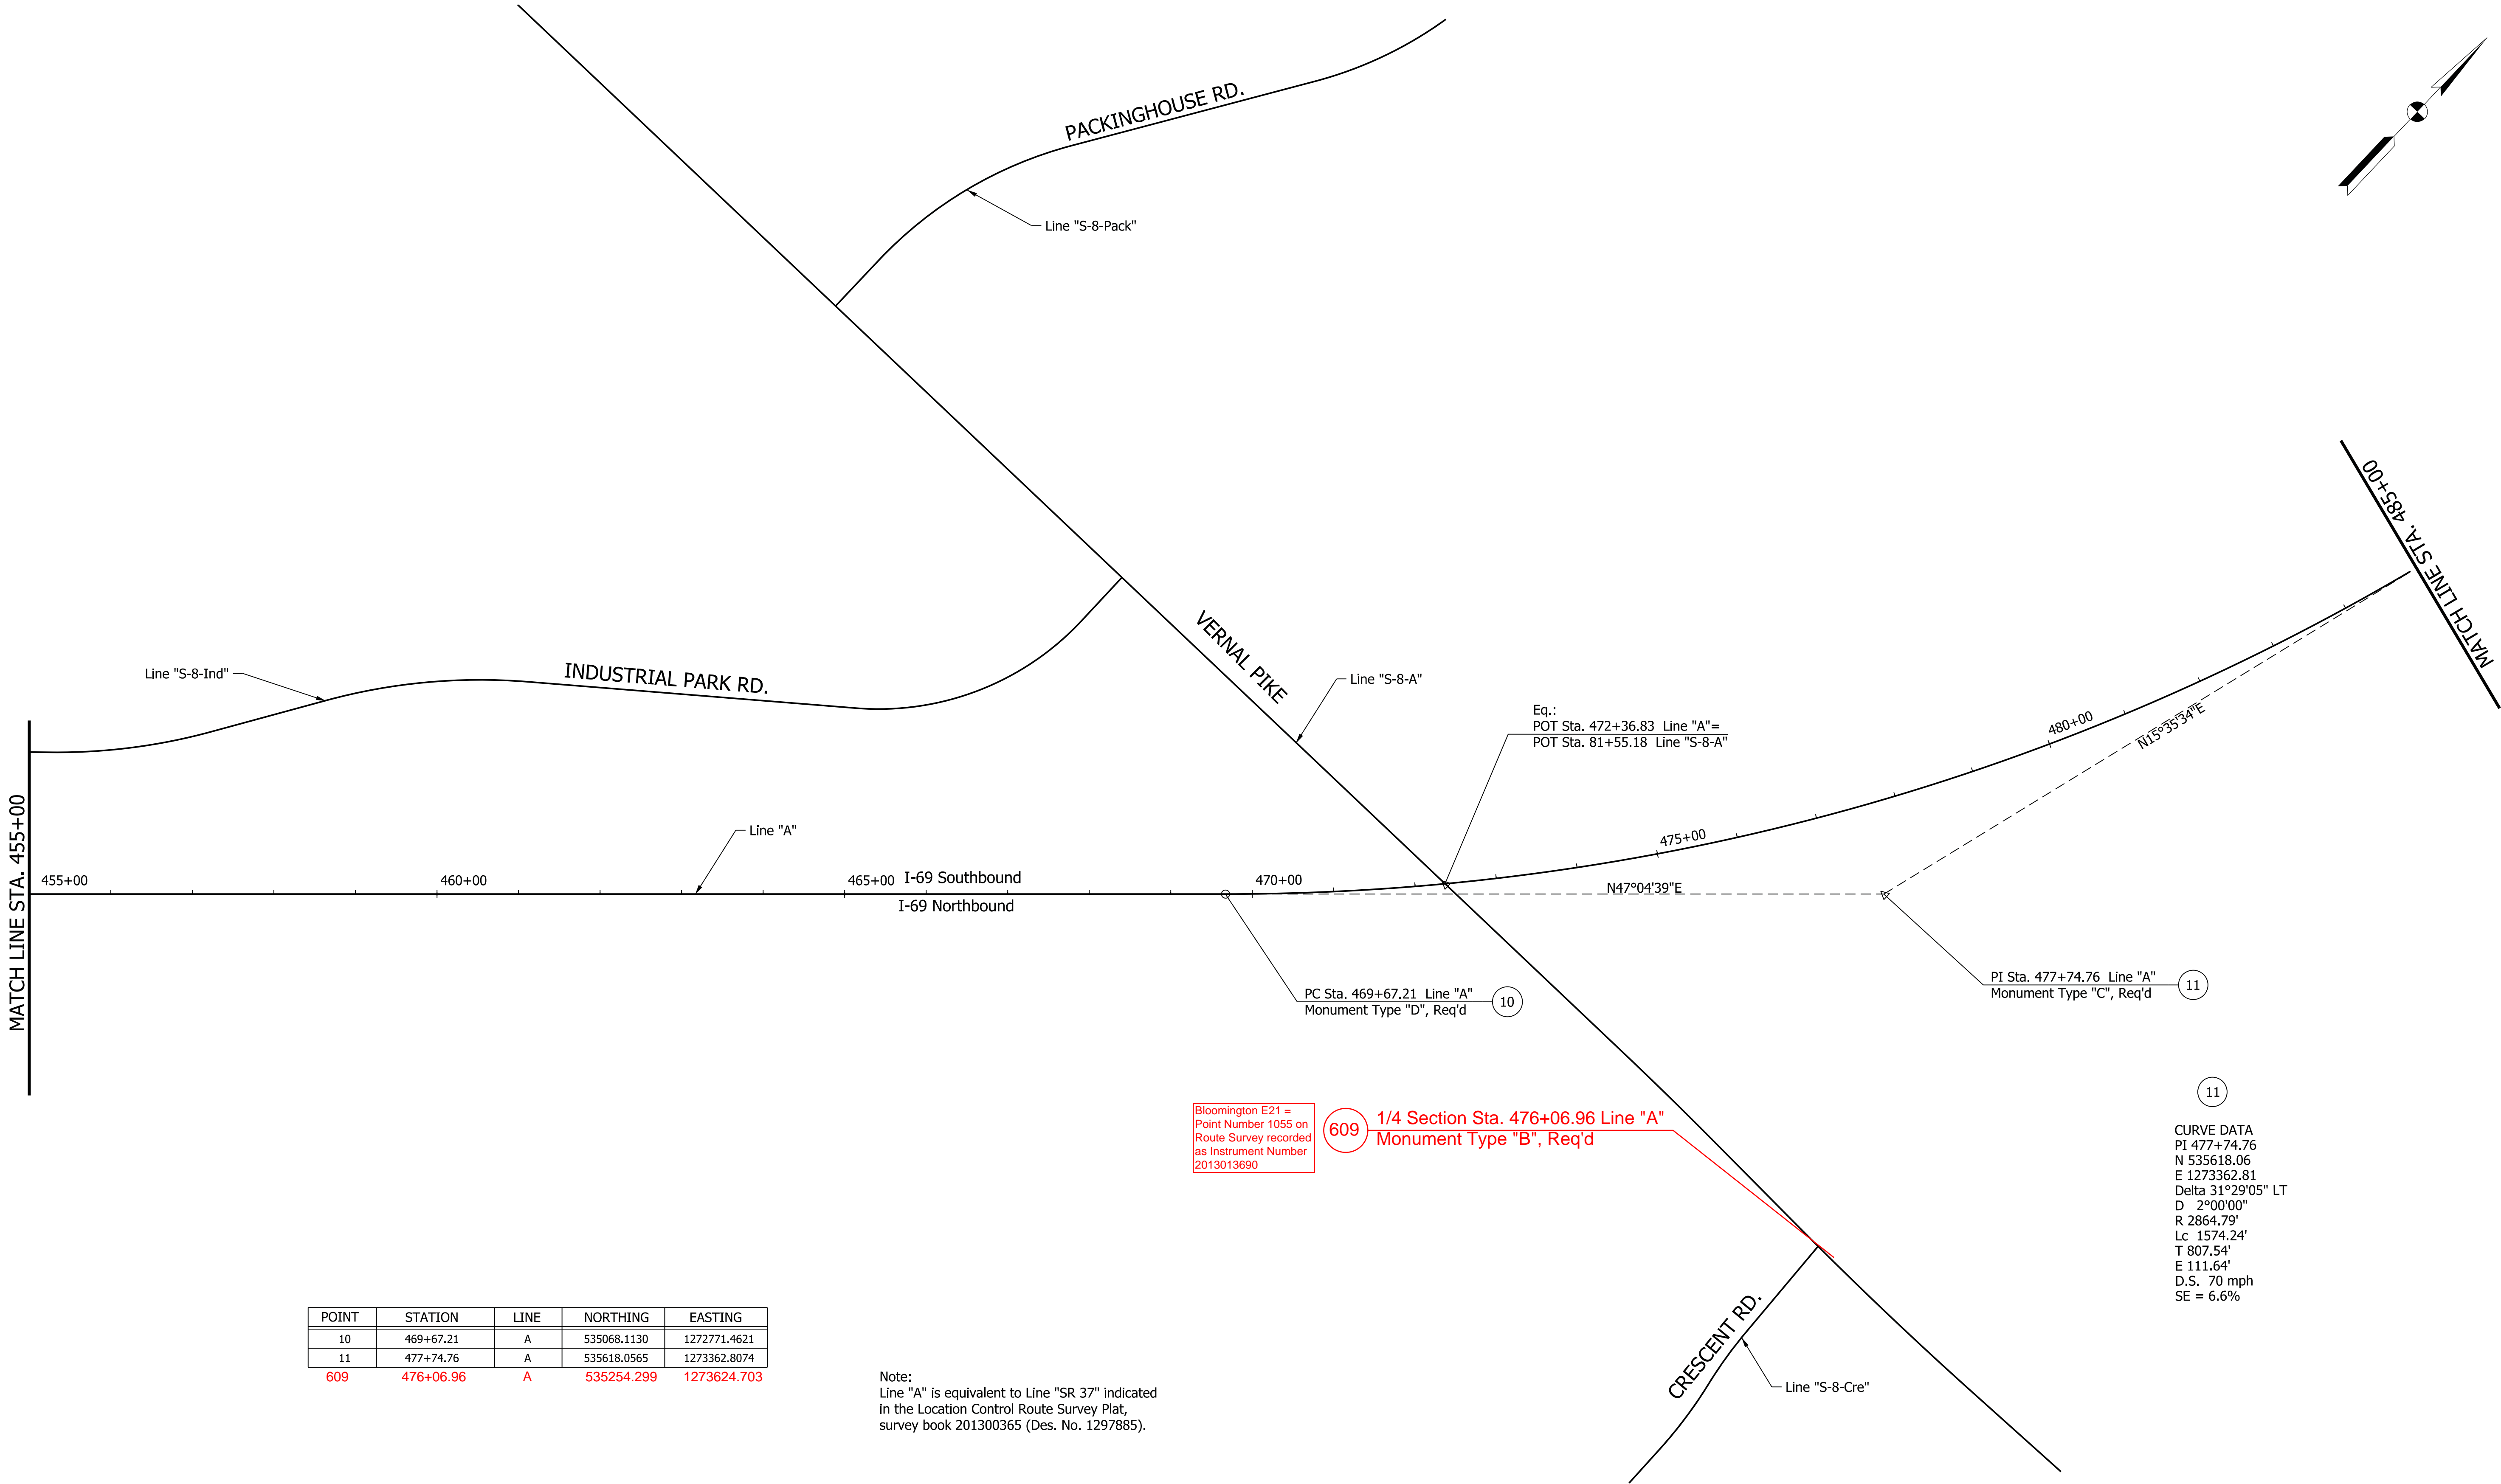 PACKINGHOUSE RD.
Line "S-8-Pack"
MATCH LINE STA. 485+00
VERNAL PIKE
Line "S-8-A"
INDUSTRIAL PARK RD.
Line "S-8-Ind"
Eq.:
POT Sta. 472+36.83  Line "A"=
POT Sta. 81+55.18  Line "S-8-A"
480+00
N15°35'34"E
MATCH LINE STA. 455+00
Line "A"
475+00
455+00
460+00
465+00
I-69 Southbound
470+00
N47°04'39"E
I-69 Northbound
PC Sta. 469+67.21  Line "A"
Monument Type "D", Req'd
10
PI Sta. 477+74.76  Line "A"
Monument Type "C", Req'd
11
Bloomington E21 =
Point Number 1055 on
Route Survey recorded
as Instrument Number
2013013690
609
1/4 Section Sta. 476+06.96 Line "A"
Monument Type "B", Req'd
11
CURVE DATA
PI 477+74.76
N 535618.06
E 1273362.81
Delta 31°29'05" LT
D   2°00'00"
R 2864.79'
Lc  1574.24'
T 807.54'
E 111.64'
D.S.  70 mph
SE = 6.6%
CRESCENT RD.
Line "S-8-Cre"
POINT STATION LINE NORTHING EASTING
10 469+67.21 A 535068.1130 1272771.4621
11 477+74.76 A 535618.0565 1273362.8074
609 476+06.96 A 535254.299 1273624.703
Note:
Line "A" is equivalent to Line "SR 37" indicated
in the Location Control Route Survey Plat,
survey book 201300365 (Des. No. 1297885).